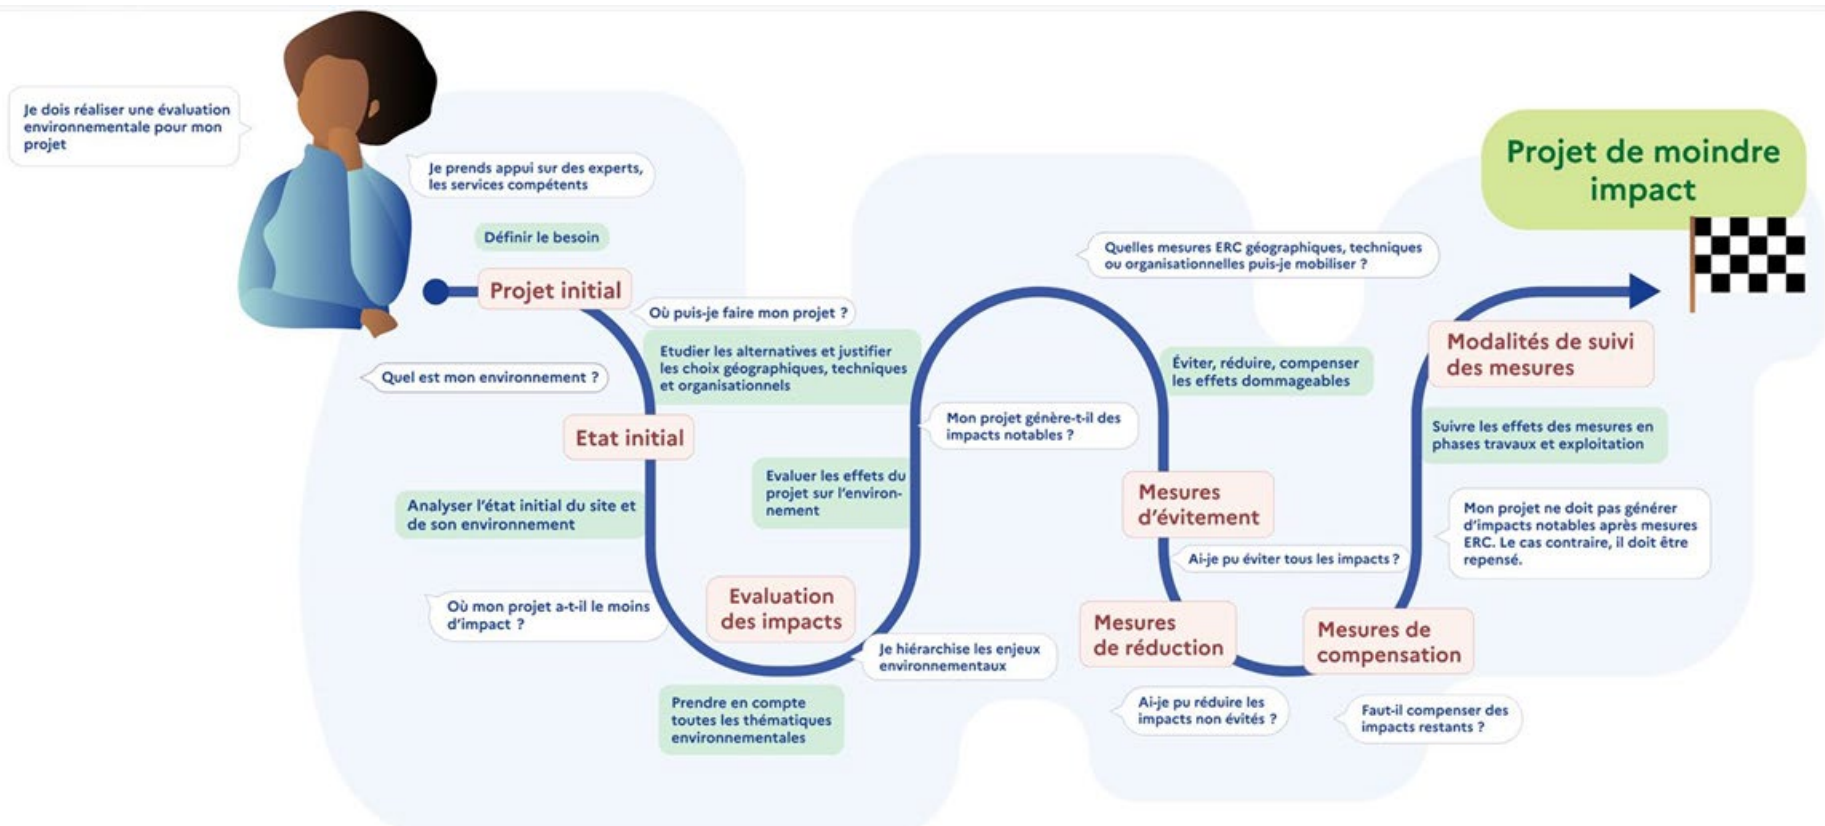 Je dois réaliser une évaluation
environnementale pour mon
projet
Je prends appui sur des experts,
les services compétents
Définir le besoin
Projet initial
Où puis-je faire mon projet ?
Etudier les alternatives et justifier
les choix géographiques, techniques
et organisationnels
Quel est mon environnement ?
Etat initial
Analyser l'état initial du site et
de son environnement
Où mon projet a-t-il le moins
d'impact ?
Evaluation
des impacts
Prendre en compte
toutes les thématiques
environnementales
Je hiérarchise les enjeux
environnementaux
Evaluer les effets du
projet sur l'environ-
nement
Mon projet génère-t-il des
impacts notables ?
Quelles mesures ERC géographiques, techniques
ou organisationnelles puis-je mobiliser ?
Éviter, réduire, compenser
les effets dommageables
Mesures
d'évitement
Ai-je pu éviter tous les impacts ?
Mesures
de réduction
Ai-je pu réduire les
impacts non évités ?
Mesures de
compensation
Faut-il compenser des
impacts restants ?
Mon projet ne doit pas générer
d'impacts notables après mesures
ERC. Le cas contraire, il doit être
repensé.
Suivre les effets des mesures en
phases travaux et exploitation
Modalités de suivi
des mesures
Projet de moindre
impact